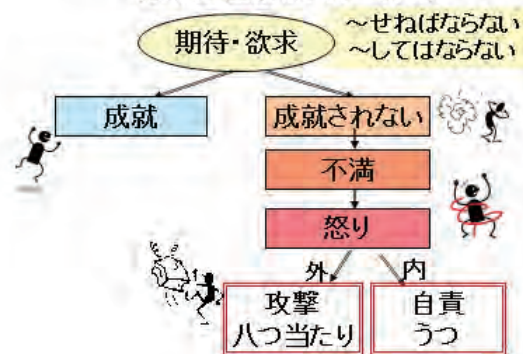 期待・欲求
～せねばならない
～してはならない
成就
成就されない
不満
怒り
外
内
攻撃
八つ当たり
自責
うつ